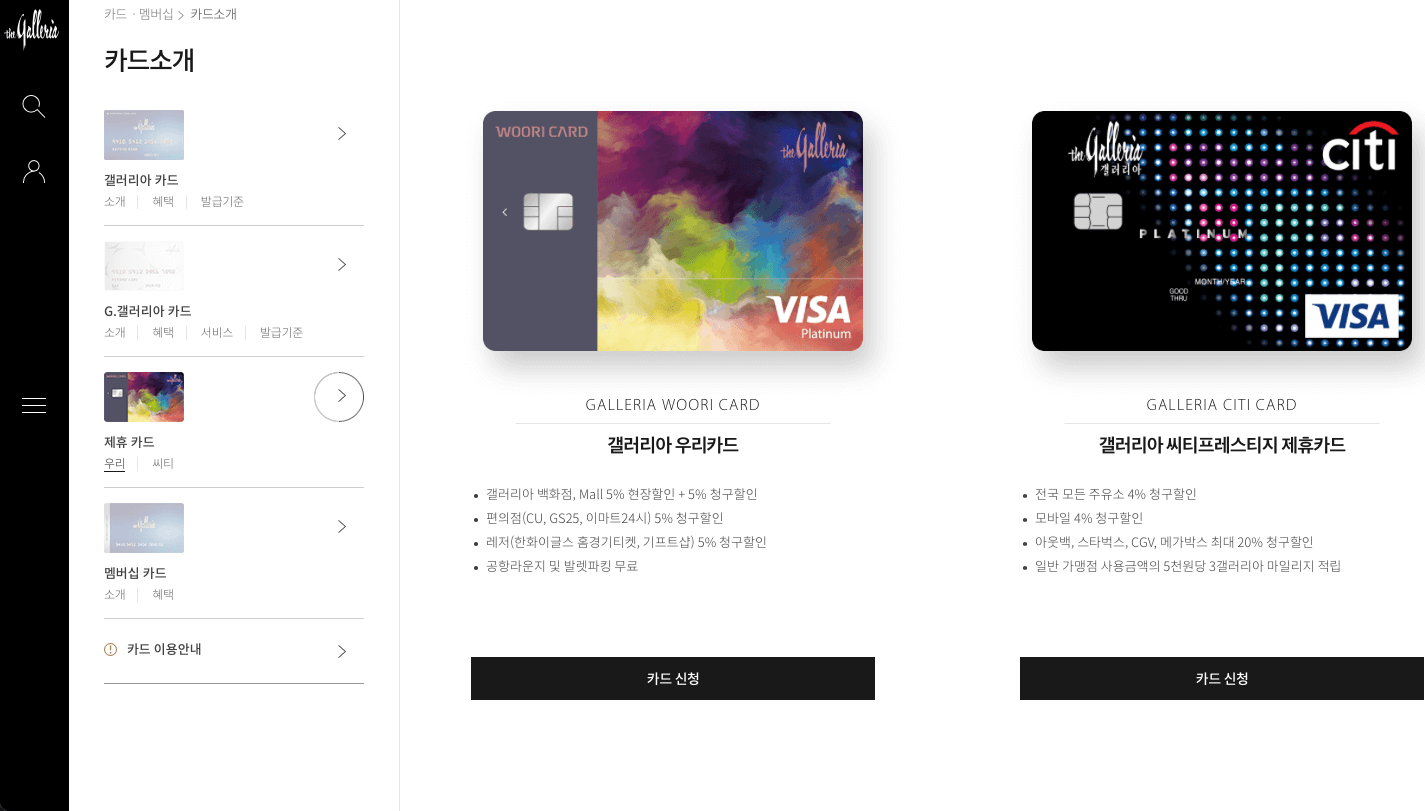 the Galleria
카드 · 멤버십 > 카드소개
카드소개
갤러리아 카드
소개 혜택 발급기준
G.갤러리아 카드
소개 혜택 서비스 발급기준
제휴 카드
우리 씨티
멤버십 카드
소개 혜택
카드 이용안내
WOORI CARD
the Galleria
VISA
Platinum
GALLERIA WOORI CARD
갤러리아 우리카드
갤러리아 백화점, Mall 5% 현장할인 + 5% 청구할인
편의점(CU, GS25, 이마트24시) 5% 청구할인
레저(한화이글스 홈경기티켓, 기프트샵) 5% 청구할인
공항라운지 및 발렛파킹 무료
카드 신청
the Galleria
갤러리아
citi
PLATINUM
MONTH/YEAR
GOOD
THRU
VISA
GALLERIA CITI CARD
갤러리아 씨티프레스티지 제휴카드
전국 모든 주유소 4% 청구할인
모바일 4% 청구할인
아웃백, 스타벅스, CGV, 메가박스 최대 20% 청구할인
일반 가맹점 사용금액의 5천원당 3갤러리아 마일리지 적립
카드 신청